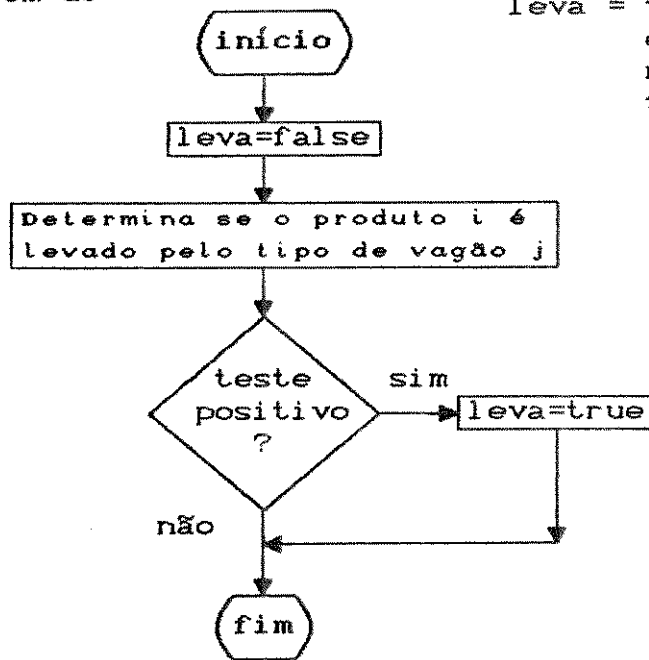 leva =
início
leva=false
Determina se o produto i é
levado pelo tipo de vagão j
teste
positivo
?
sim
leva=true
não
fim